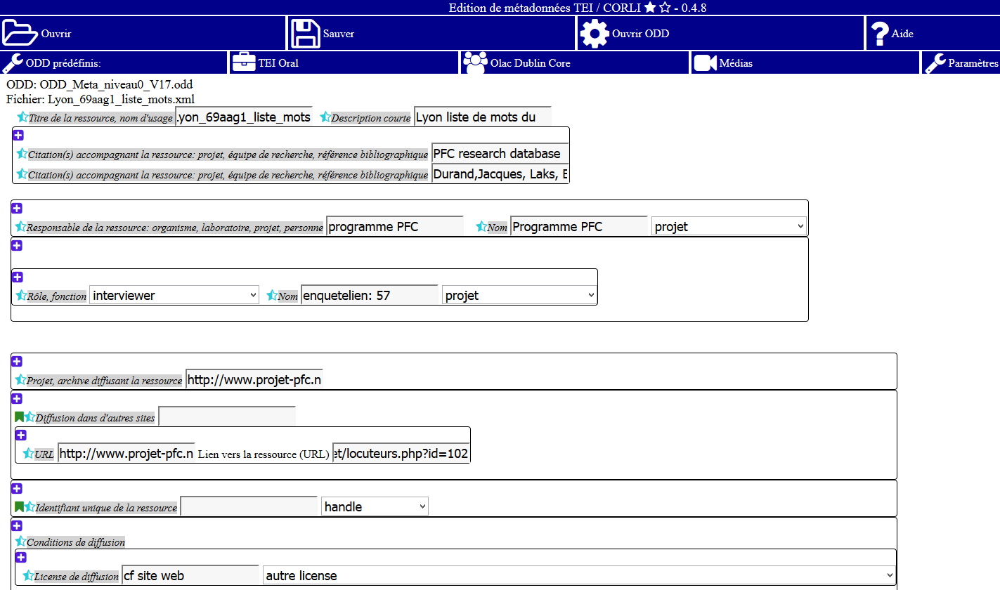 Edition de métadonnées TEI / CORLI ★ ☆ - 0.4.8
Ouvrir Sauver Ouvrir ODD Aide
ODD prédéfinis: TEI Oral Olac Dublin Core Médias Paramètres
ODD: ODD_Meta_niveau0_V17.odd
Fichier: Lyon_69aag1_liste_mots.xml
Titre de la ressource, nom d'usage .yon_69aag1_liste_mots Description courte Lyon liste de mots du
Citation(s) accompagnant la ressource: projet, équipe de recherche, référence bibliographique PFC research database
Citation(s) accompagnant la ressource: projet, équipe de recherche, référence bibliographique Durand,Jacques, Laks,
Responsable de la ressource: organisme, laboratoire, projet, personne programme PFC Nom Programme PFC projet
Rôle, fonction interviewer Nom enquetelien: 57 projet
Projet, archive diffusant la ressource http://www.projet-pfc.n
Diffusion dans d'autres sites
URL http://www.projet-pfc.n Lien vers la ressource (URL) et/locuteurs.php?id=102
Identifiant unique de la ressource handle
Conditions de diffusion
License de diffusion cf site web autre license